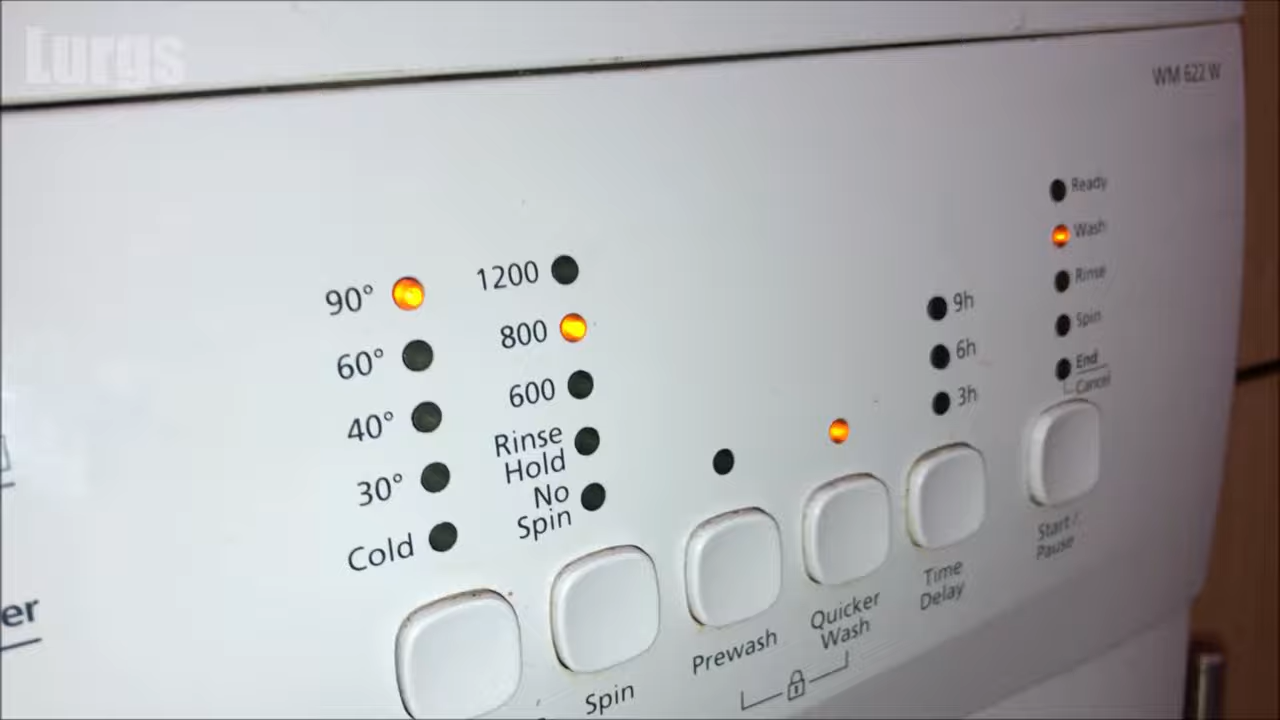 Lurgs
WM 622 W
90°
60°
40°
30°
Cold
1200
800
600
Rinse
Hold
No
Spin
9h
6h
3h
Ready
Wash
Rinse
Spin
End
Cancel
er
Spin
Prewash
Quicker
Wash
Time
Delay
Start /
Pause